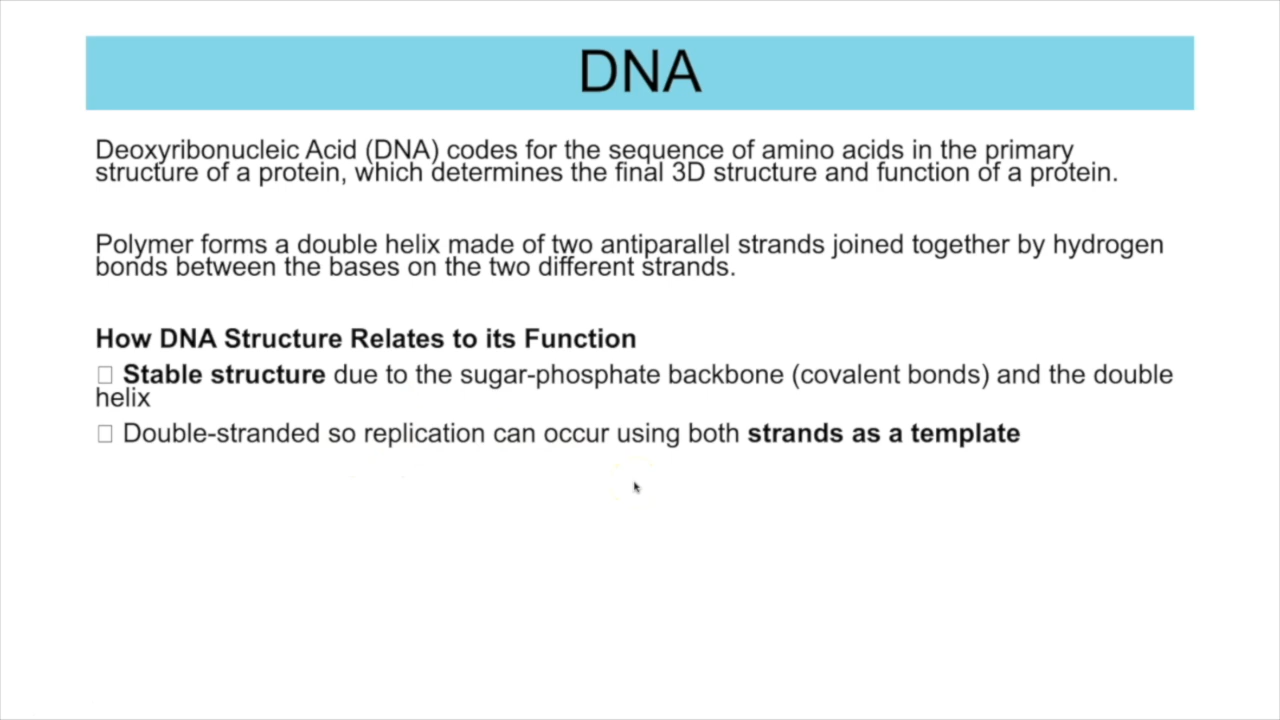 DNA
Deoxyribonucleic Acid (DNA) codes for the sequence of amino acids in the primary
structure of a protein, which determines the final 3D structure and function of a protein.
Polymer forms a double helix made of two antiparallel strands joined together by hydrogen
bonds between the bases on the two different strands.
How DNA Structure Relates to its Function
□ Stable structure due to the sugar-phosphate backbone (covalent bonds) and the double
helix
□ Double-stranded so replication can occur using both strands as a template